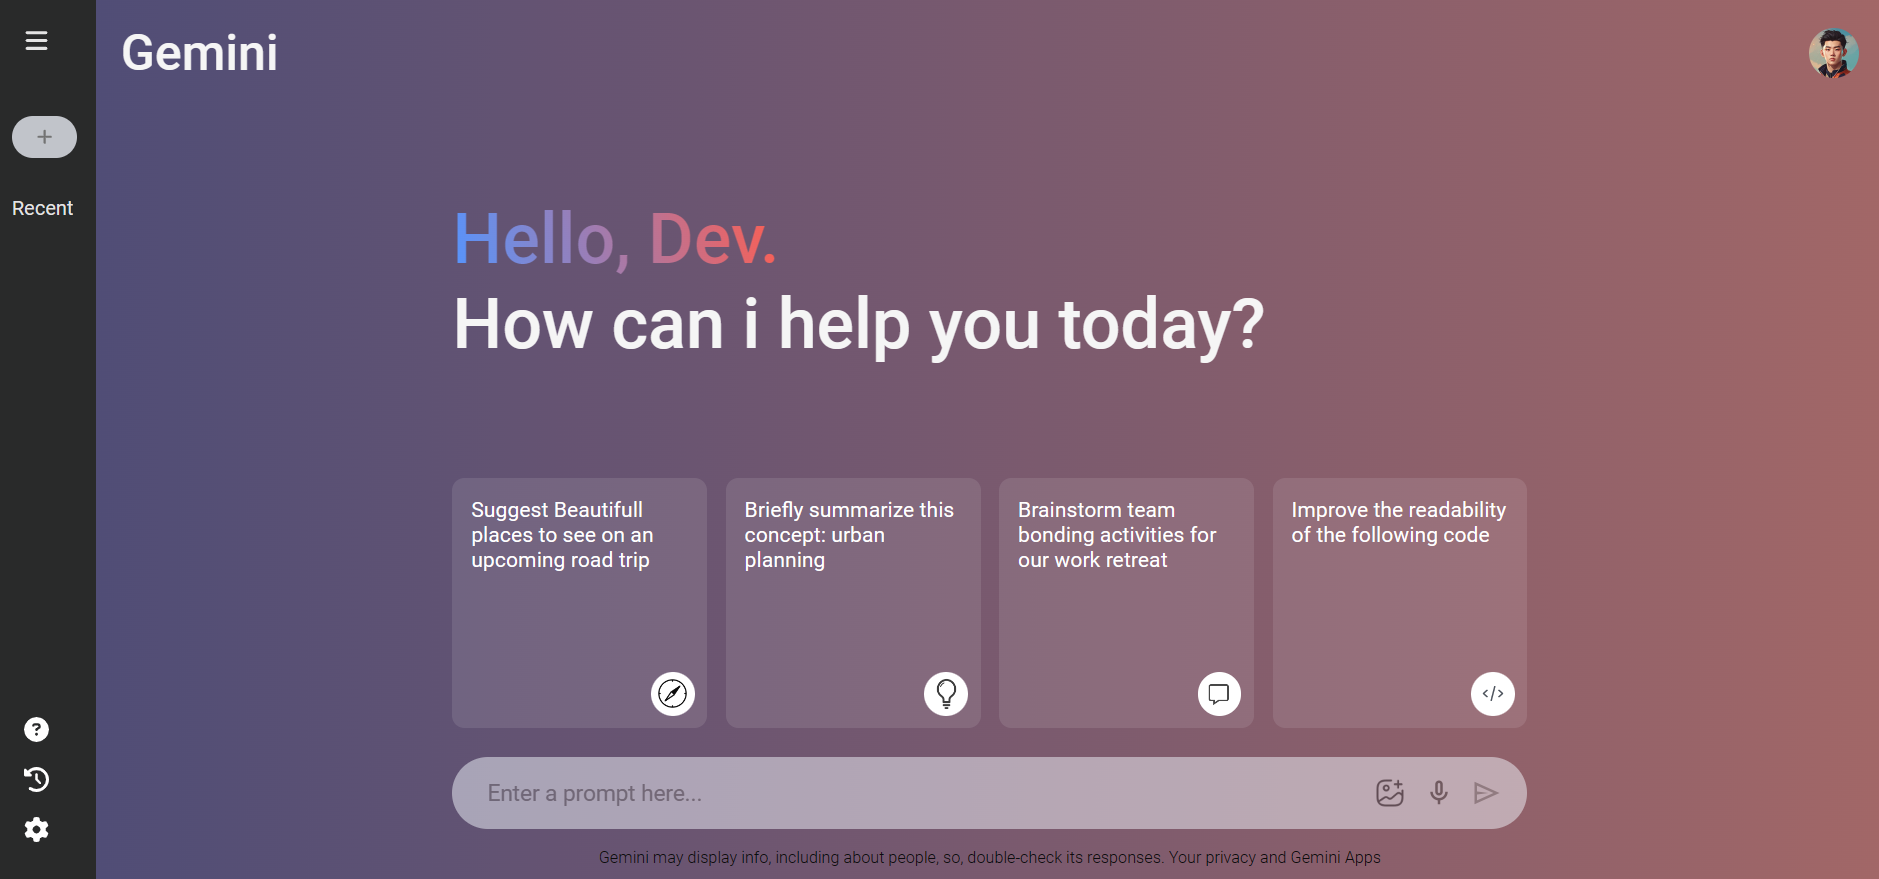 Gemini
Recent
Hello, Dev.
How can i help you today?
Suggest Beautifull
places to see on an
upcoming road trip
Briefly summarize this
concept: urban
planning
Brainstorm team
bonding activities for
our work retreat
Improve the readability
of the following code
Enter a prompt here...
Gemini may display info, including about people, so, double-check its responses. Your privacy and Gemini Apps